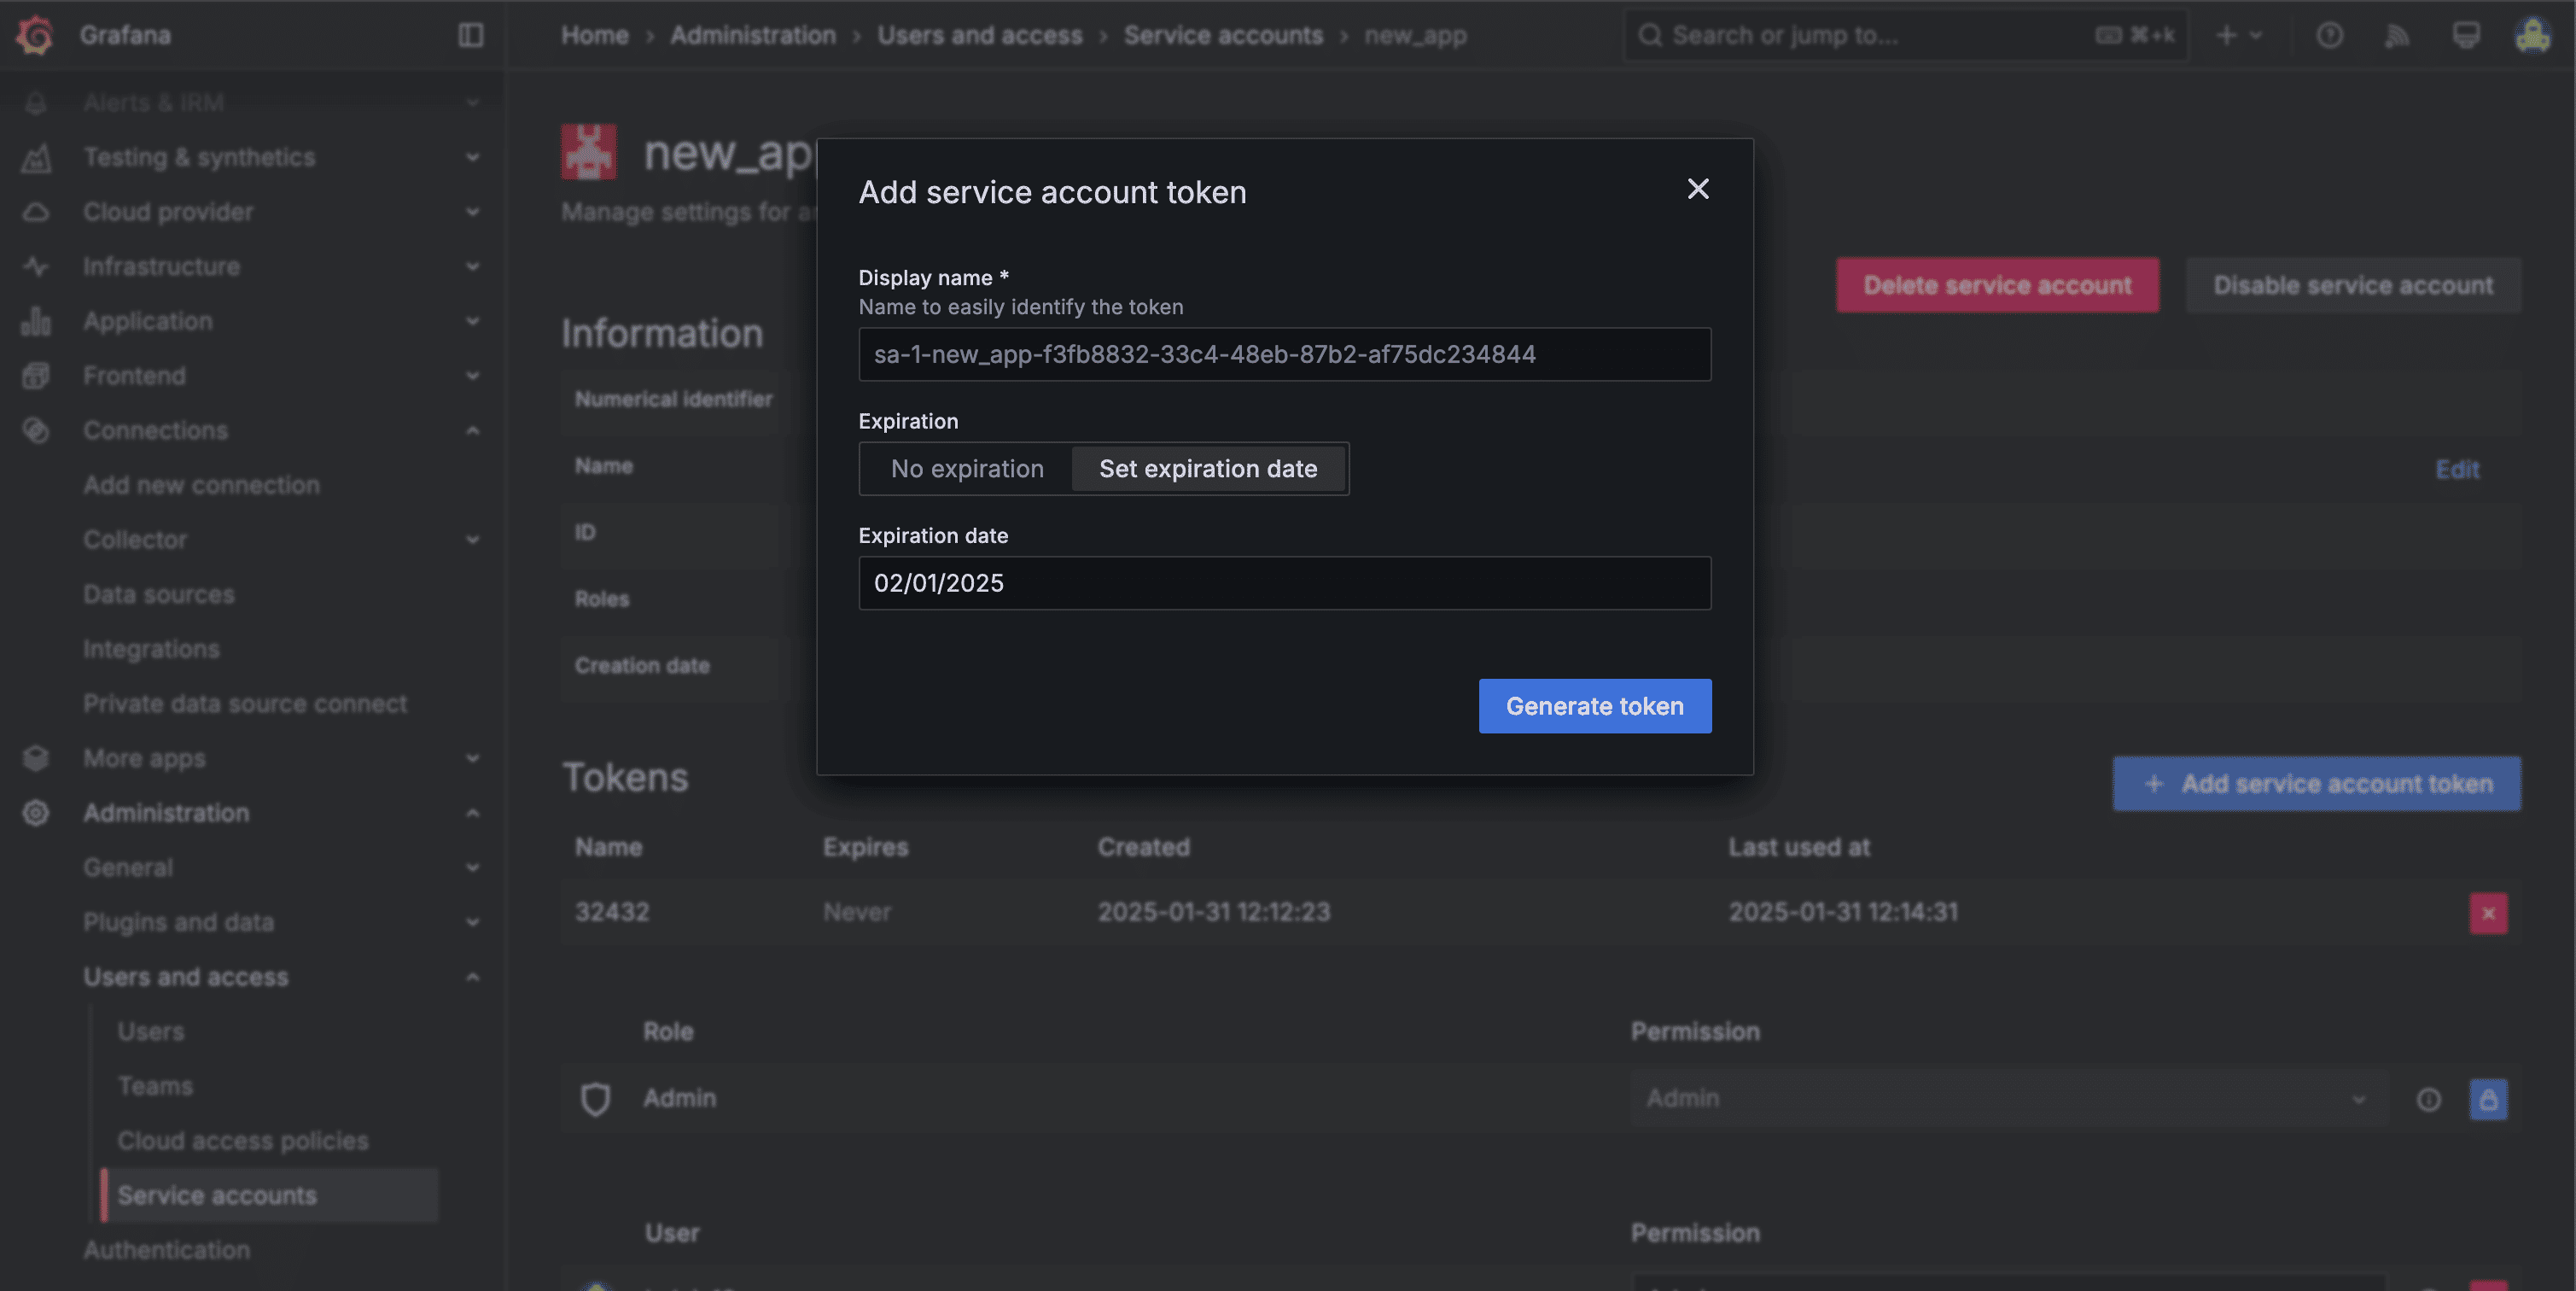 Grafana
Home › Administration › Users and access › Service accounts › new_app
Search or jump to...
⌘+k
Alerts & IRM
Testing & synthetics
Cloud provider
Infrastructure
Application
Frontend
Connections
Add new connection
Collector
Data sources
Integrations
Private data source connect
More apps
Administration
General
Plugins and data
Users and access
Users
Teams
Cloud access policies
Service accounts
Authentication
Manage settings for
Delete service account
Disable service account
Information
Numerical identifier
Name
Edit
ID
Roles
Creation date
Add service account token
Display name *
Name to easily identify the token
sa-1-new_app-f3fb8832-33c4-48eb-87b2-af75dc234844
Expiration
No expiration
Set expiration date
Expiration date
02/01/2025
Generate token
Tokens
+ Add service account token
Name Expires Created Last used at
32432 Never 2025-01-31 12:12:23 2025-01-31 12:14:31
Role Permission
Admin Admin
User Permission